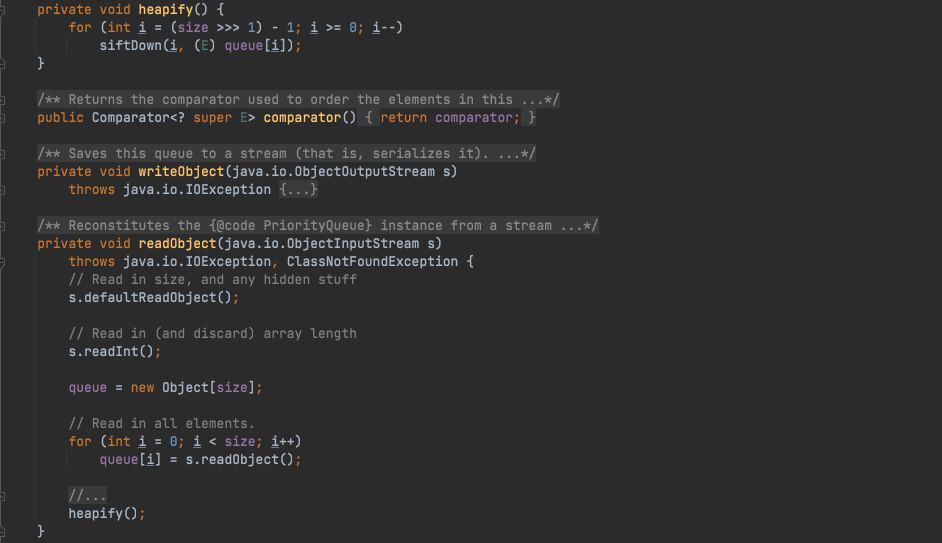 private void heapify() {
for (int i = (size >>> 1) - 1; i >= 0; i--)
siftDown(i, (E) queue[i]);
}
/** Returns the comparator used to order the elements in this ...*/
public Comparator<? super E> comparator() { return comparator; }
/** Saves this queue to a stream (that is, serializes it). ...*/
private void writeObject(java.io.ObjectOutputStream s)
throws java.io.IOException {...}
/** Reconstitutes the {@code PriorityQueue} instance from a stream ...*/
private void readObject(java.io.ObjectInputStream s)
throws java.io.IOException, ClassNotFoundException {
// Read in size, and any hidden stuff
s.defaultReadObject();
// Read in (and discard) array length
s.readInt();
queue = new Object[size];
// Read in all elements.
for (int i = 0; i < size; i++)
queue[i] = s.readObject();
//...
heapify();
}